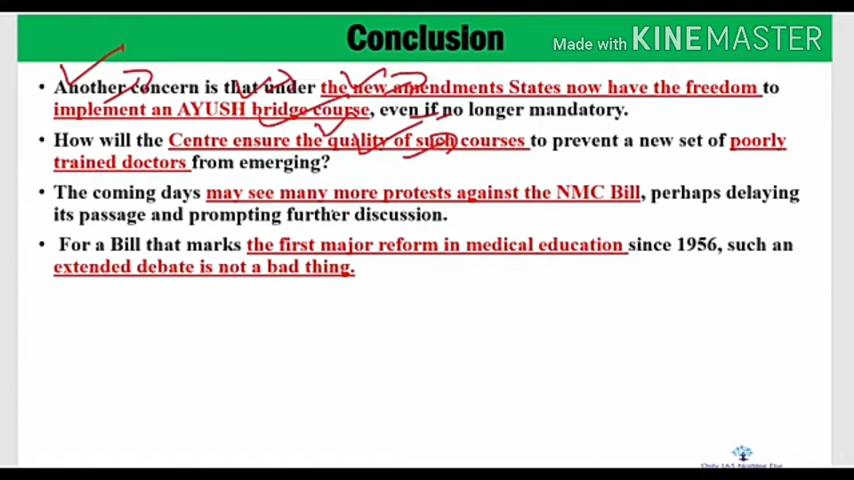 Conclusion
Made with KINEMASTER
• Another concern is that under the new amendments States now have the freedom to
implement an AYUSH bridge course, even if no longer mandatory.
• How will the Centre ensure the quality of such courses to prevent a new set of poorly
trained doctors from emerging?
• The coming days may see many more protests against the NMC Bill, perhaps delaying
its passage and prompting further discussion.
• For a Bill that marks the first major reform in medical education since 1956, such an
extended debate is not a bad thing.
Only IAS Nothing Else